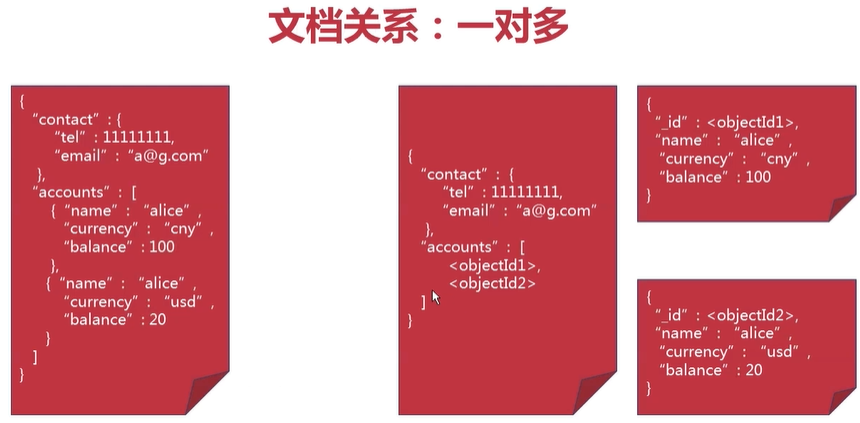 文档关系：一对多
{
“contact” : {
“tel” : 11111111,
“email” : “a@g.com”
},
“accounts” : [
{ “name” : “alice” ,
“currency” : “cny” ,
“balance” : 100
},
{ “name” : “alice” ,
“currency” : “usd” ,
“balance” : 20
}
]
}
{
“contact” : {
“tel” : 11111111,
“email” : “a@g.com”
},
“accounts” : [
<objectId1>,
<objectId2>
]
}
{
“_id” : <objectId1>,
“name” : “alice” ,
“currency” : “cny” ,
“balance” : 100
}
{
“_id” : <objectId2>,
“name” : “alice” ,
“currency” : “usd” ,
“balance” : 20
}